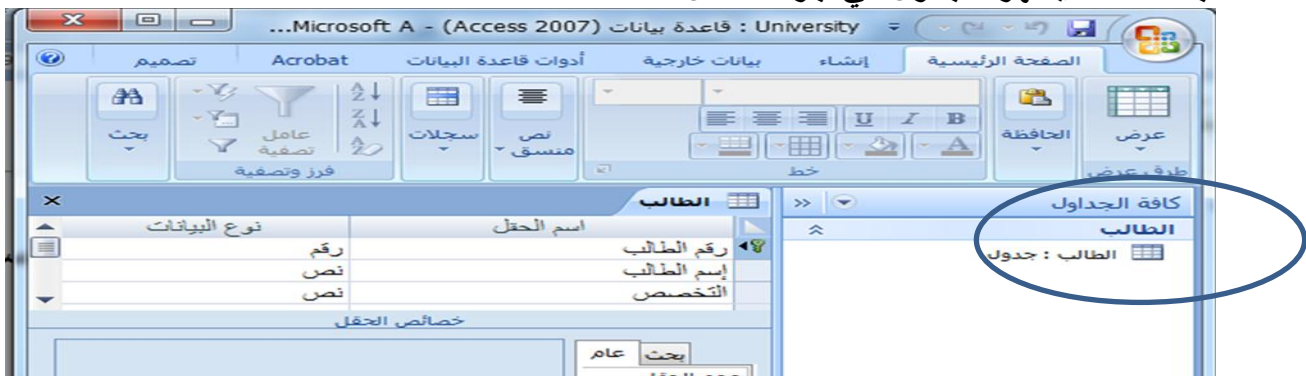 University : قاعدة بيانات (Access 2007) - Microsoft A...
الصفحة الرئيسية إنشاء بيانات خارجية أدوات قاعدة البيانات Acrobat تصميم
عرض الحافظة B I U نص منسق سجلات عامل تصفية بحث
طرق عرض خط فرز وتصفية
كافة الجداول
الطالب
الطالب : جدول
الطالب
اسم الحقل نوع البيانات
رقم الطالب رقم
إسم الطالب نص
التخصص نص
خصائص الحقل
عام بحث